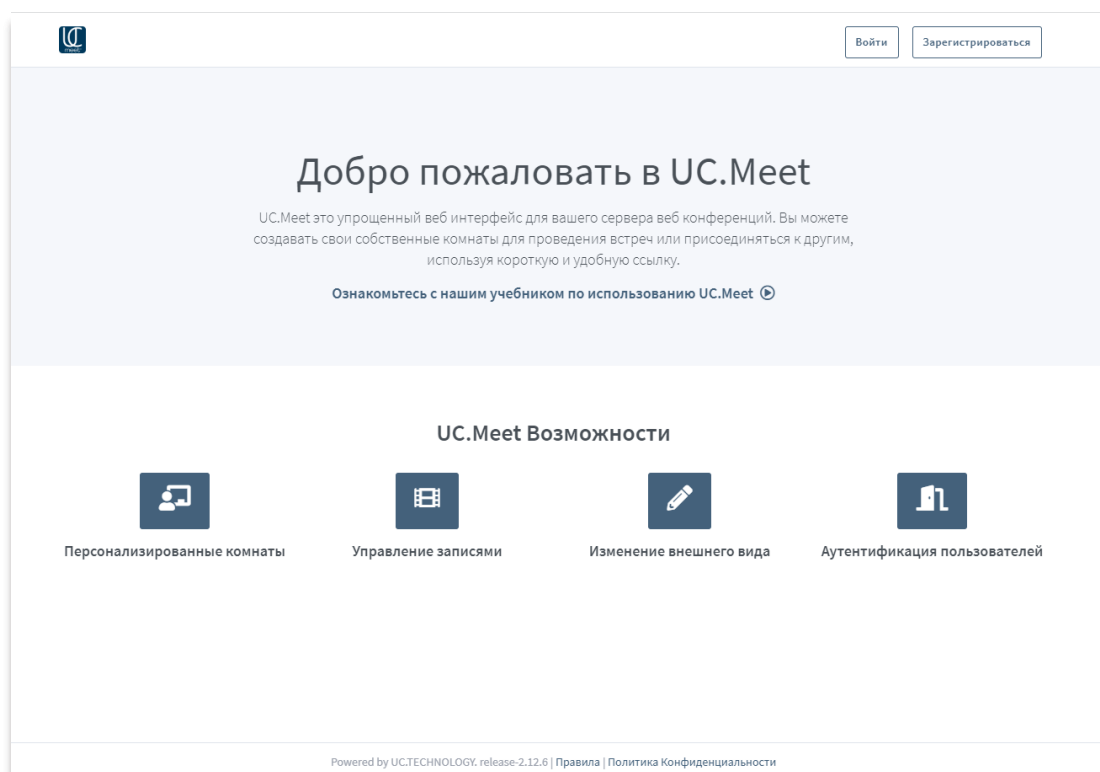 UC
meet
Войти
Зарегистрироваться
Добро пожаловать в UC.Meet
UC.Meet это упрощенный веб интерфейс для вашего сервера веб конференций. Вы можете
создавать свои собственные комнаты для проведения встреч или присоединяться к другим,
используя короткую и удобную ссылку.
Ознакомьтесь с нашим учебником по использованию UC.Meet
UC.Meet Возможности
Персонализированные комнаты
Управление записями
Изменение внешнего вида
Аутентификация пользователей
Powered by UC.TECHNOLOGY. release-2.12.6 | Правила | Политика Конфиденциальности